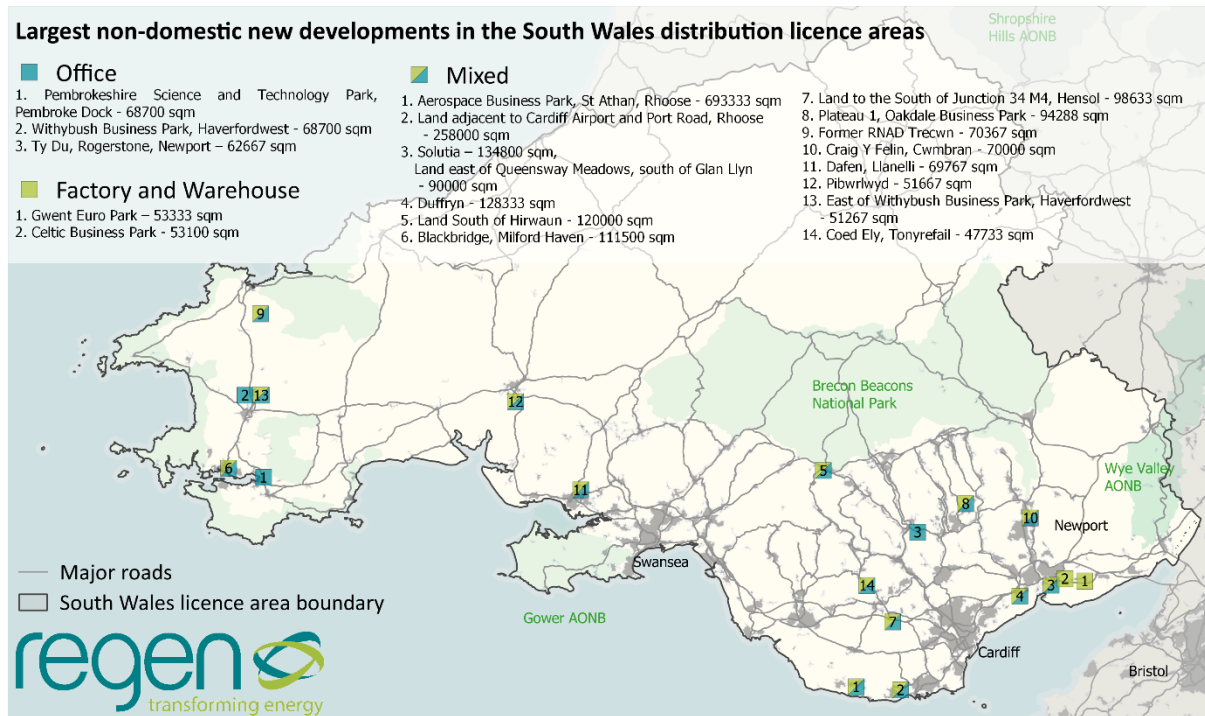 Largest non-domestic new developments in the South Wales distribution licence areas
Shropshire
Hills AONB
Office
1. Pembrokeshire Science and Technology Park,
Pembroke Dock - 68700 sqm
2. Withybush Business Park, Haverfordwest - 68700 sqm
3. Ty Du, Rogerstone, Newport – 62667 sqm
Factory and Warehouse
1. Gwent Euro Park – 53333 sqm
2. Celtic Business Park - 53100 sqm
Mixed
1. Aerospace Business Park, St Athan, Rhoose - 693333 sqm
2. Land adjacent to Cardiff Airport and Port Road, Rhoose
- 258000 sqm
3. Solutia – 134800 sqm,
Land east of Queensway Meadows, south of Glan Llyn
- 90000 sqm
4. Duffryn - 128333 sqm
5. Land South of Hirwaun - 120000 sqm
6. Blackbridge, Milford Haven - 111500 sqm
7. Land to the South of Junction 34 M4, Hensol - 98633 sqm
8. Plateau 1, Oakdale Business Park - 94288 sqm
9. Former RNAD Trecwn - 70367 sqm
10. Craig Y Felin, Cwmbran - 70000 sqm
11. Dafen, Llanelli - 69767 sqm
12. Pibwrlwyd - 51667 sqm
13. East of Withybush Business Park, Haverfordwest
- 51267 sqm
14. Coed Ely, Tonyrefail - 47733 sqm
9
2 13
12
Brecon Beacons
National Park
6
1
11
5
Wye Valley
AONB
8
10
Newport
3
Swansea
14
3 2 1
4
Gower AONB
7
Cardiff
Bristol
1
2
Major roads
South Wales licence area boundary
regen
transforming energy